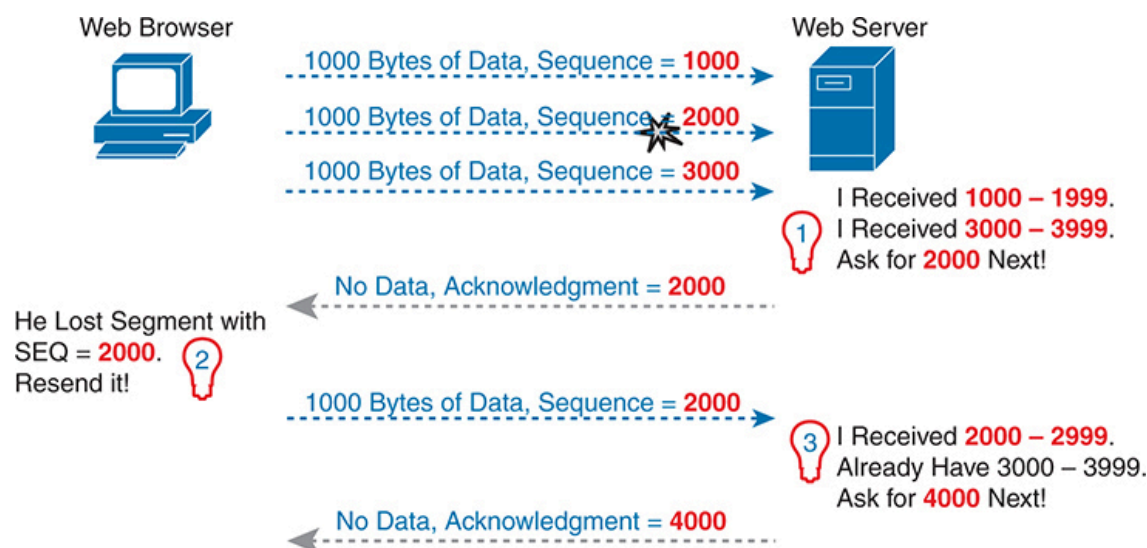 Web Browser
Web Server
1000 Bytes of Data, Sequence = 1000
1000 Bytes of Data, Sequence = 2000
1000 Bytes of Data, Sequence = 3000
1
I Received 1000 – 1999.
I Received 3000 – 3999.
Ask for 2000 Next!
No Data, Acknowledgment = 2000
He Lost Segment with
SEQ = 2000.
Resend it!
2
1000 Bytes of Data, Sequence = 2000
3
I Received 2000 – 2999.
Already Have 3000 – 3999.
Ask for 4000 Next!
No Data, Acknowledgment = 4000